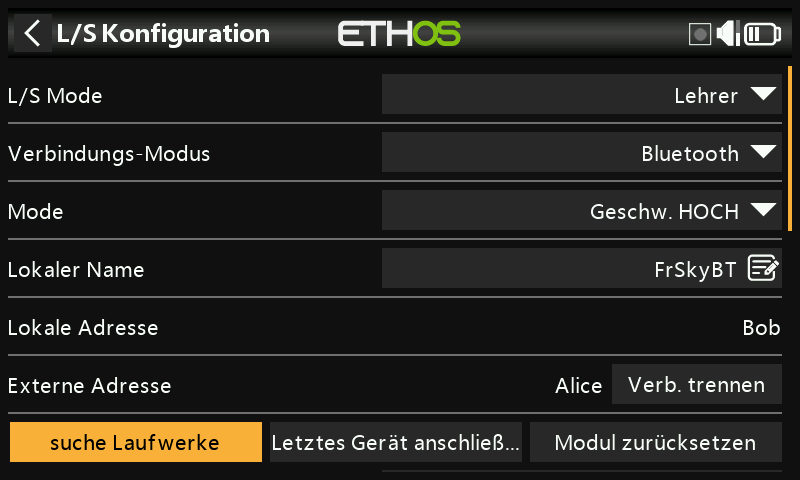 L/S Konfiguration
ETHOS
L/S Mode
Lehrer
Verbindungs-Modus
Bluetooth
Mode
Geschw. HOCH
Lokaler Name
FrSkyBT
Lokale Adresse
Bob
Externe Adresse
Alice
Verb. trennen
suche Laufwerke
Letztes Gerät anschließ...
Modul zurücksetzen